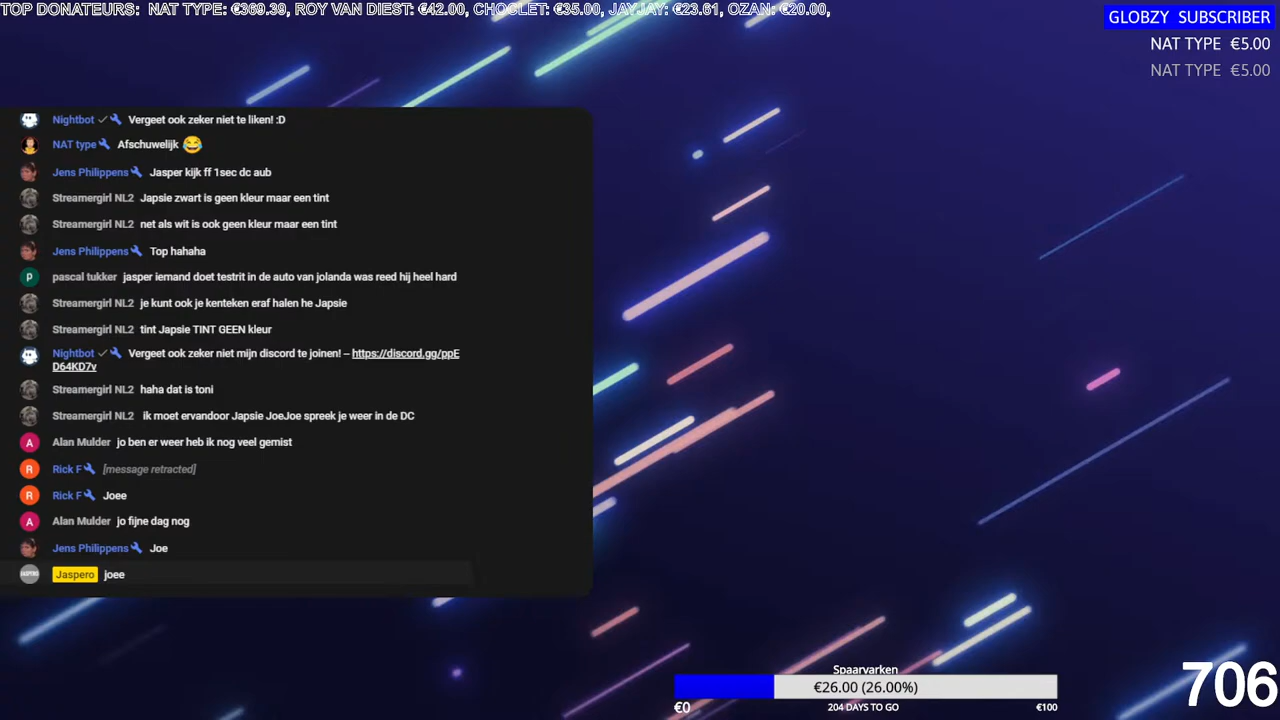 TOP DONATEURS: NAT TYPE: €369.39, ROY VAN DIEST: €42.00, CHOCLET: €35.00, JAYJAY: €23.61, OZAN: €20.00,
GLOBZY SUBSCRIBER
NAT TYPE €5.00
NAT TYPE €5.00
Nightbot Vergeet ook zeker niet te liken! :D
NAT type Afschuwelijk 😂
Jens Philippens Jasper kijk ff 1sec dc aub
Streamergirl NL2 Japsie zwart is geen kleur maar een tint
Streamergirl NL2 net als wit is ook geen kleur maar een tint
Jens Philippens Top hahaha
P pascal tukker jasper iemand doet testrit in de auto van jolanda was reed hij heel hard
Streamergirl NL2 je kunt ook je kenteken eraf halen he Japsie
Streamergirl NL2 tint Japsie TINT GEEN kleur
Nightbot Vergeet ook zeker niet mijn discord te joinen! – https://discord.gg/ppE
D64KD7v
Streamergirl NL2 haha dat is toni
Streamergirl NL2 ik moet ervandoor Japsie JoeJoe spreek je weer in de DC
A Alan Mulder jo ben er weer heb ik nog veel gemist
R Rick F [message retracted]
R Rick F Joee
A Alan Mulder jo fijne dag nog
Jens Philippens Joe
JASPERO Jaspero joee
Spaarvarken
€26.00 (26.00%)
€0 204 DAYS TO GO €100
706